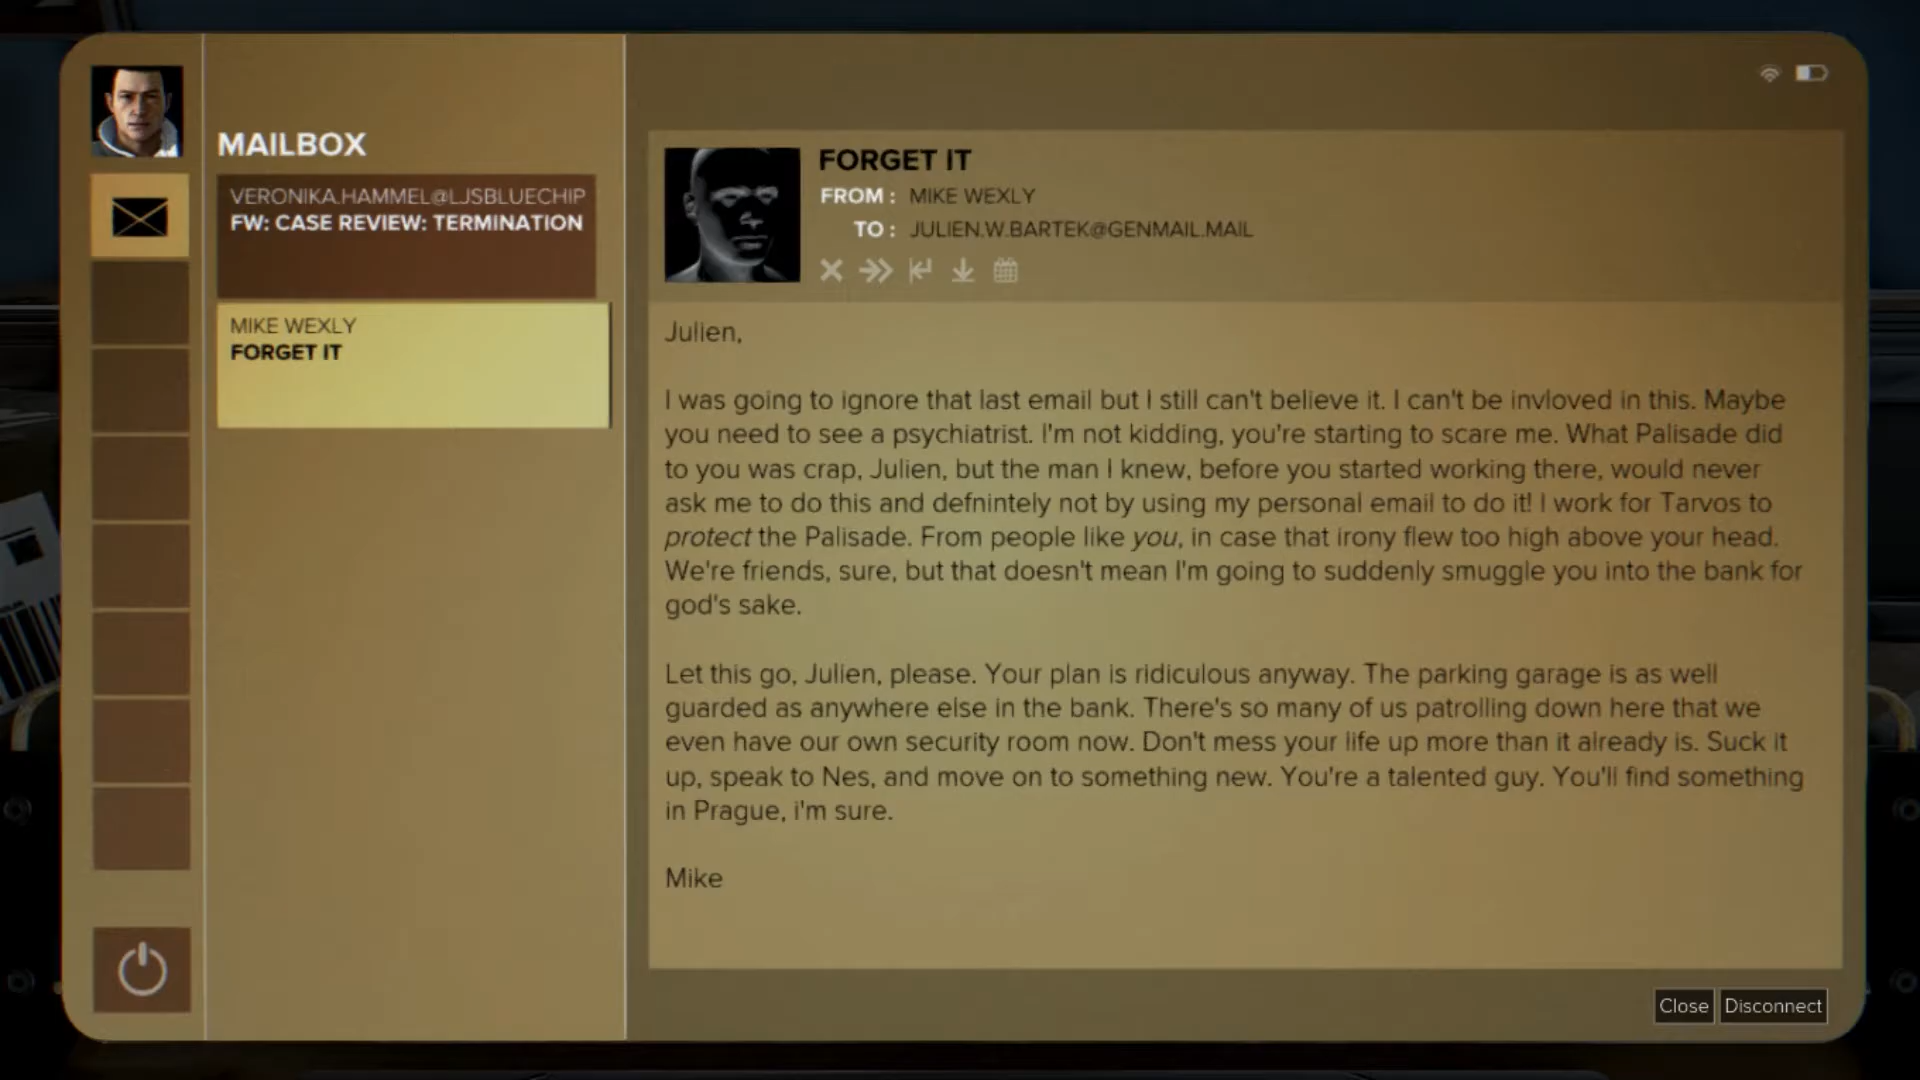 MAILBOX
VERONIKA.HAMMEL@LJSBLUECHIP
FW: CASE REVIEW: TERMINATION
MIKE WEXLY
FORGET IT
FORGET IT
FROM : MIKE WEXLY
TO : JULIEN.W.BARTEK@GENMAIL.MAIL
Julien,
I was going to ignore that last email but I still can't believe it. I can't be invloved in this. Maybe
you need to see a psychiatrist. I'm not kidding, you're starting to scare me. What Palisade did
to you was crap, Julien, but the man I knew, before you started working there, would never
ask me to do this and defnintely not by using my personal email to do it! I work for Tarvos to
protect the Palisade. From people like you, in case that irony flew too high above your head.
We're friends, sure, but that doesn't mean I'm going to suddenly smuggle you into the bank for
god's sake.
Let this go, Julien, please. Your plan is ridiculous anyway. The parking garage is as well
guarded as anywhere else in the bank. There's so many of us patrolling down here that we
even have our own security room now. Don't mess your life up more than it already is. Suck it
up, speak to Nes, and move on to something new. You're a talented guy. You'll find something
in Prague, i'm sure.
Mike
Close Disconnect